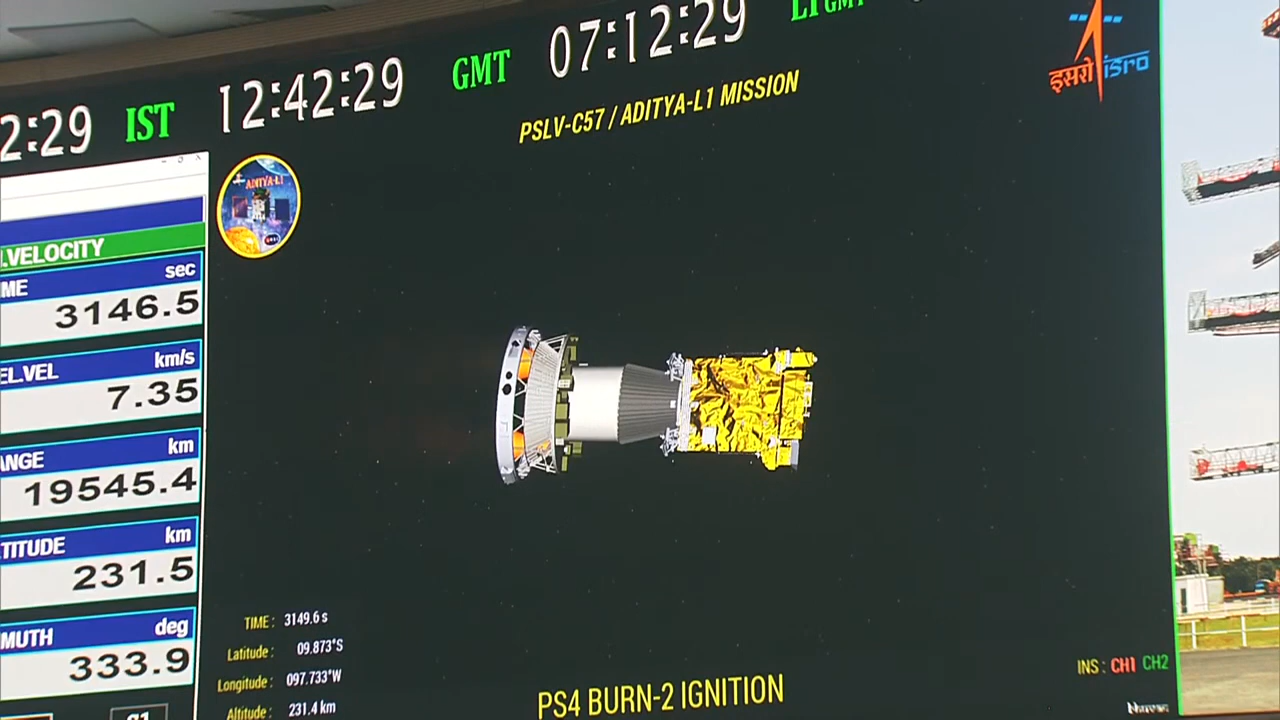 2:29 IST 12:42:29 GMT 07:12:29
इसरो isro
PSLV-C57 / ADITYA-L1 MISSION
ADITYA-L1
.VELOCITY
ME sec
3146.5
EL.VEL km/s
7.35
ANGE km
19545.4
TITUDE km
231.5
MUTH deg
333.9
TIME : 3149.6 s
Latitude : 09.873°S
Longitude : 097.733°W
Altitude : 231.4 km
PS4 BURN-2 IGNITION
INS : CH1 CH2